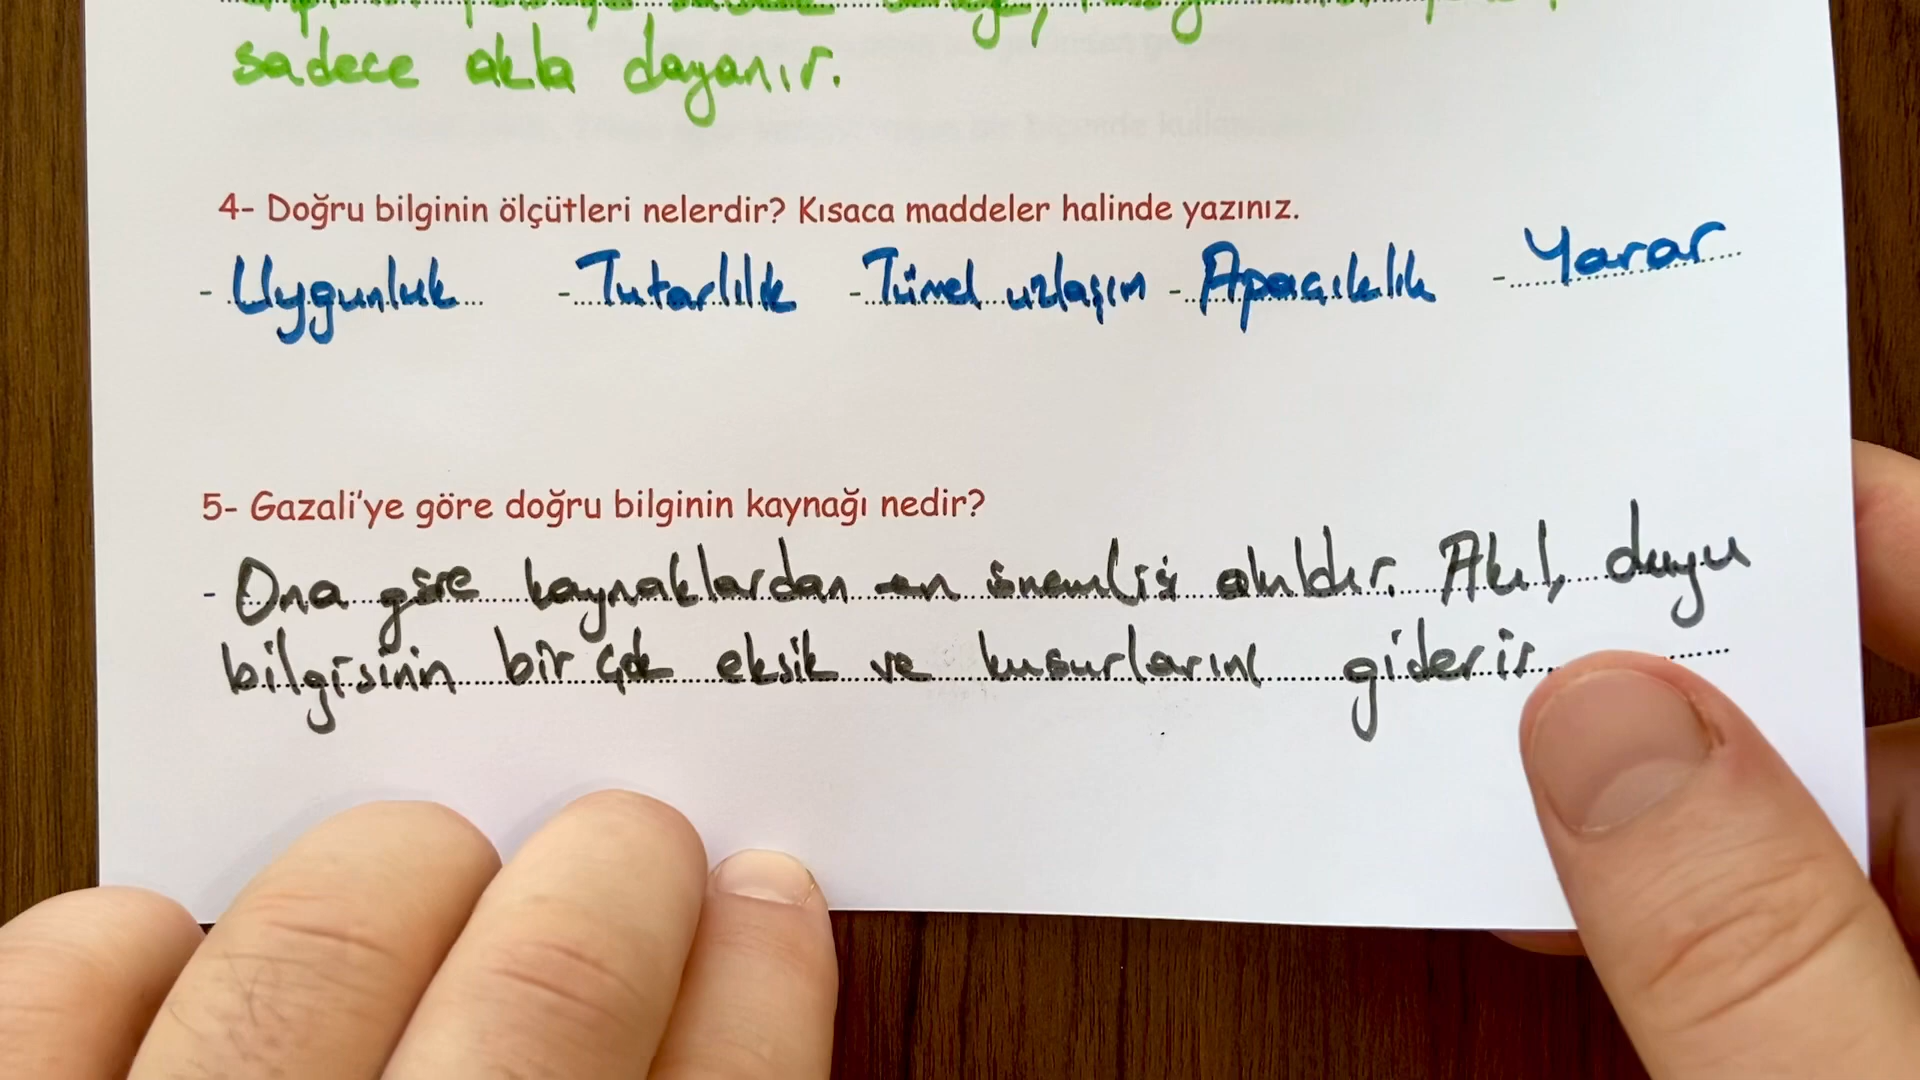 sadece akla dayanır.
4- Doğru bilginin ölçütleri nelerdir? Kısaca maddeler halinde yazınız.
- Uygunluk - Tutarlılık - Tümel uzlaşım - Apaçıklık - Yarar
5- Gazali'ye göre doğru bilginin kaynağı nedir?
- Ona göre kaynaklardan en önemlisi akıldır. Akıl, duyu
bilgisinin bir çok eksik ve kusurlarını giderir